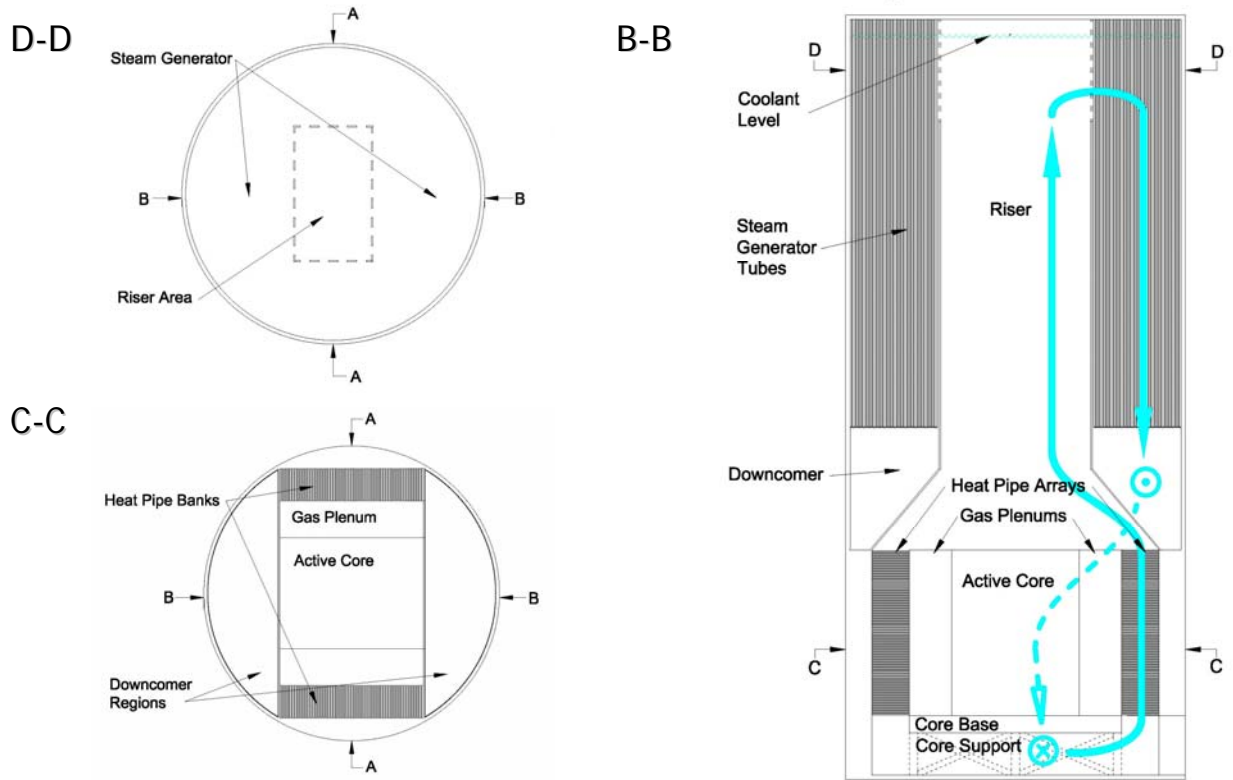 D-D
A
Steam Generator
B
B
Riser Area
A
C-C
A
Heat Pipe Banks
Gas Plenum
Active Core
B
B
Downcomer
Regions
A
B-B
D
D
Coolant
Level
Riser
Steam
Generator
Tubes
Downcomer
Heat Pipe Arrays
Gas Plenums
Active Core
C
C
Core Base
Core Support